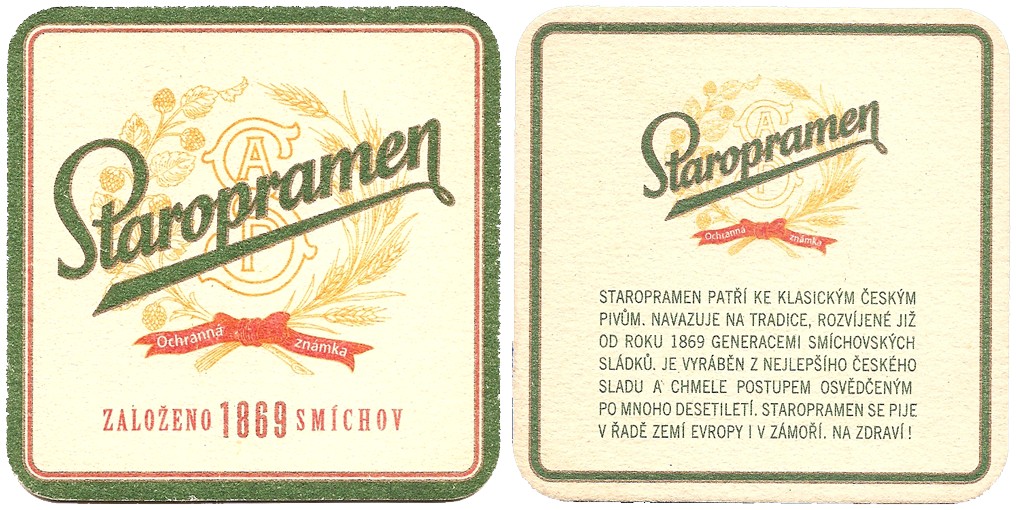 Staropramen
Ochranná známka
ZALOŽENO 1869 SMÍCHOV
Staropramen
Ochranná známka
STAROPRAMEN PATŘÍ KE KLASICKÝM ČESKÝM
PIVŮM. NAVAZUJE NA TRADICE, ROZVÍJENÉ JIŽ
OD ROKU 1869 GENERACEMI SMÍCHOVSKÝCH
SLÁDKŮ. JE VYRÁBĚN Z NEJLEPŠÍHO ČESKÉHO
SLADU A CHMELE POSTUPEM OSVĚDČENÝM
PO MNOHO DESETILETÍ. STAROPRAMEN SE PIJE
V ŘADĚ ZEMÍ EVROPY I V ZÁMOŘÍ. NA ZDRAVÍ !